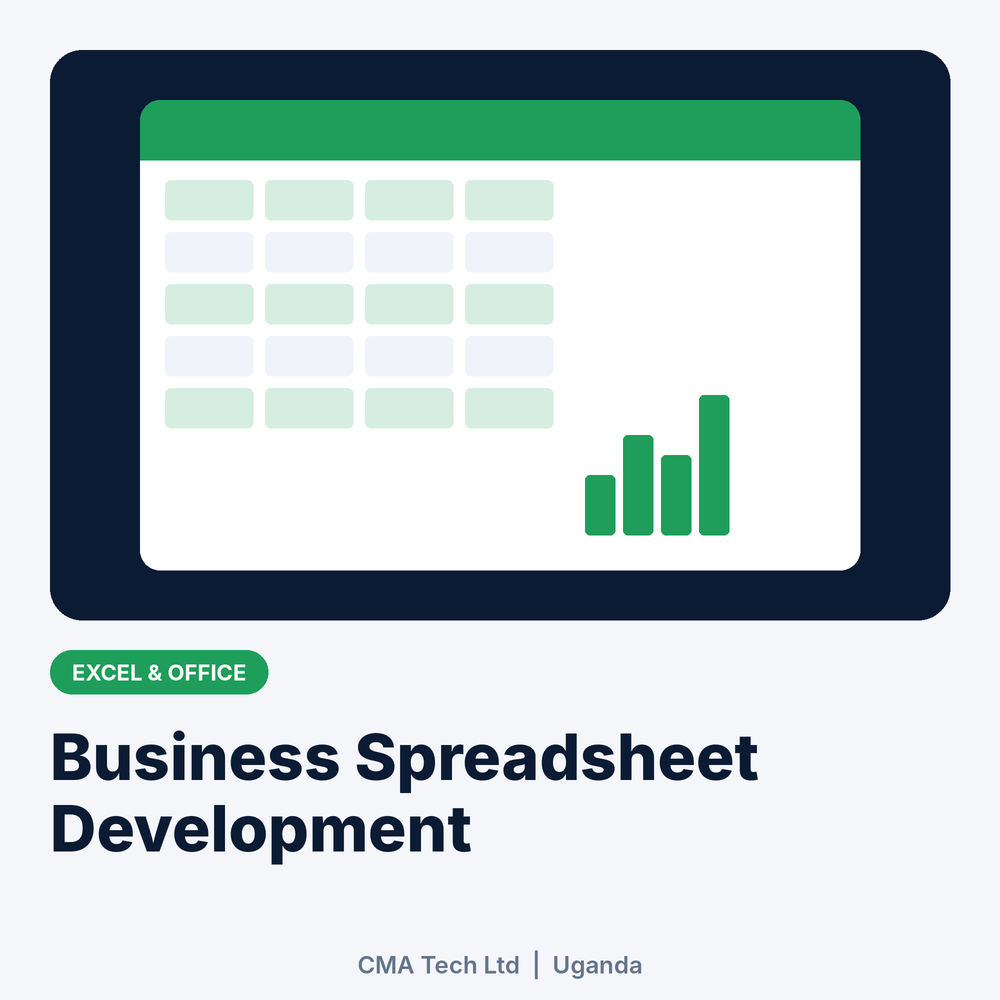 EXCEL & OFFICE
Business Spreadsheet
Development
CMA Tech Ltd | Uganda